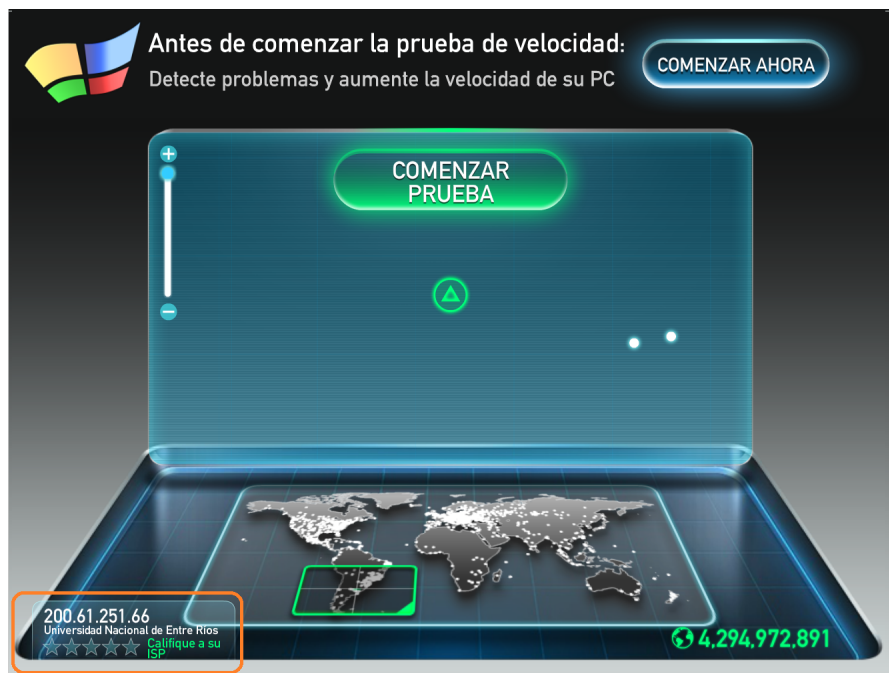 Antes de comenzar la prueba de velocidad:
Detecte problemas y aumente la velocidad de su PC
COMENZAR AHORA
COMENZAR
PRUEBA
200.61.251.66
Universidad Nacional de Entre Rios
Califique a su
ISP
4,294,972,891